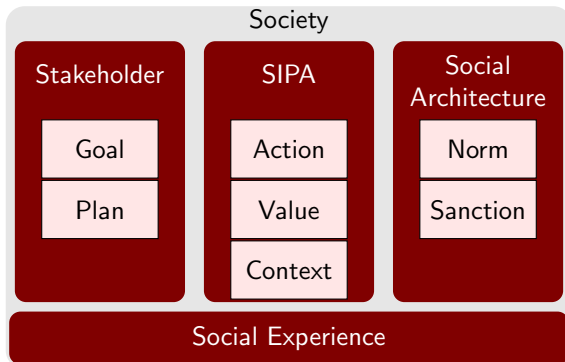 Society
Stakeholder
Goal
Plan
SIPA
Action
Value
Context
Social
Architecture
Norm
Sanction
Social Experience